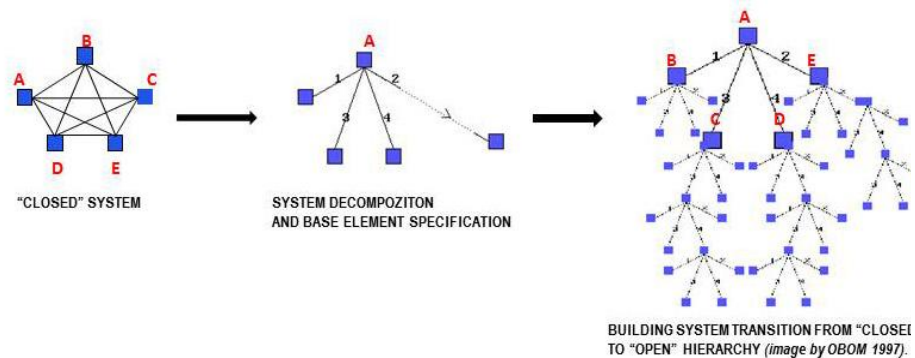 B
A
C
D
E
"CLOSED" SYSTEM
A
1
2
3
4
SYSTEM DECOMPOZITON
AND BASE ELEMENT SPECIFICATION
A
1
2
B
E
3
4
C
D
BUILDING SYSTEM TRANSITION FROM "CLOSED
TO "OPEN" HIERARCHY (image by OBOM 1997).